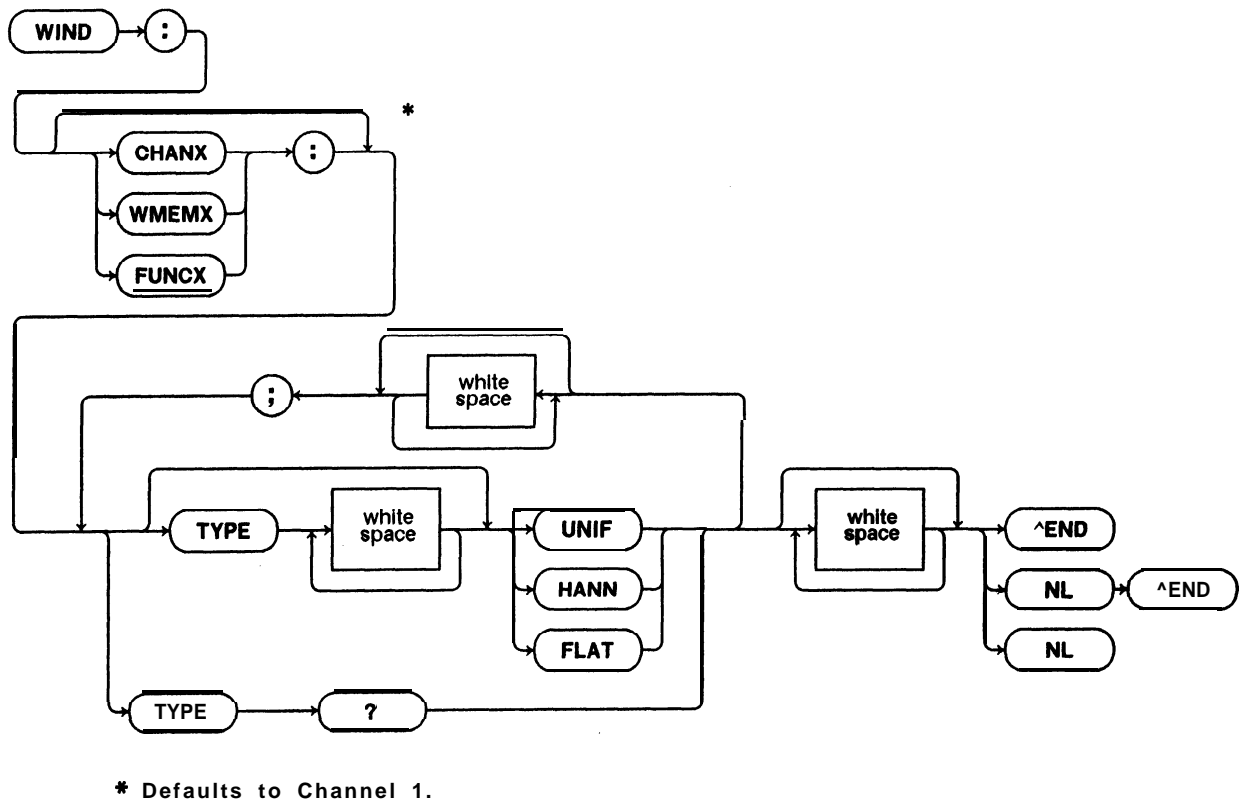 WIND :
*
CHANX :
WMEMX
FUNCX
white
space
;
TYPE
white
space
UNIF
white
space
^END
HANN
NL ^END
FLAT
NL
TYPE ?
* Defaults to Channel 1.